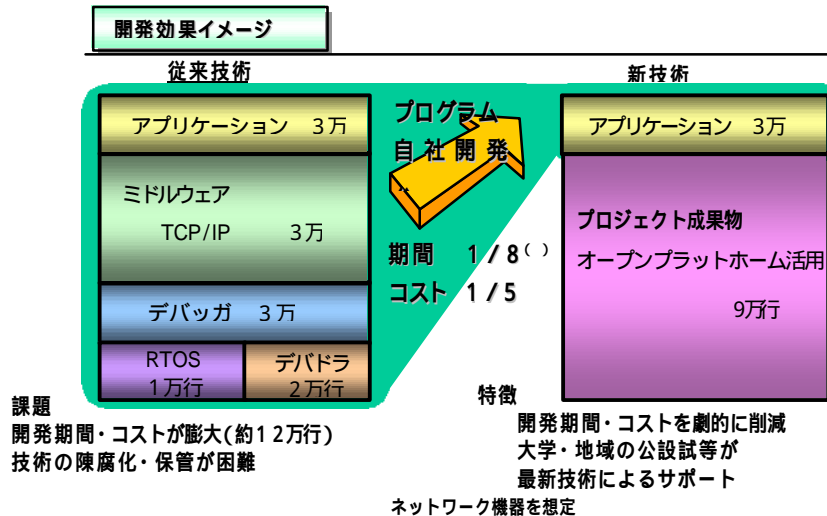 開発効果イメージ
従来技術
新技術
アプリケーション 3万
ミドルウェア
TCP/IP 3万
デバッガ 3万
RTOS
1万行
デバドラ
2万行
プログラム
自社開発
期間 1/8( )
コスト 1/5
アプリケーション 3万
プロジェクト成果物
オープンプラットホーム活用
9万行
課題
開発期間・コストが膨大(約12万行)
技術の陳腐化・保管が困難
特徴
開発期間・コストを劇的に削減
大学・地域の公設試等が
最新技術によるサポート
ネットワーク機器を想定